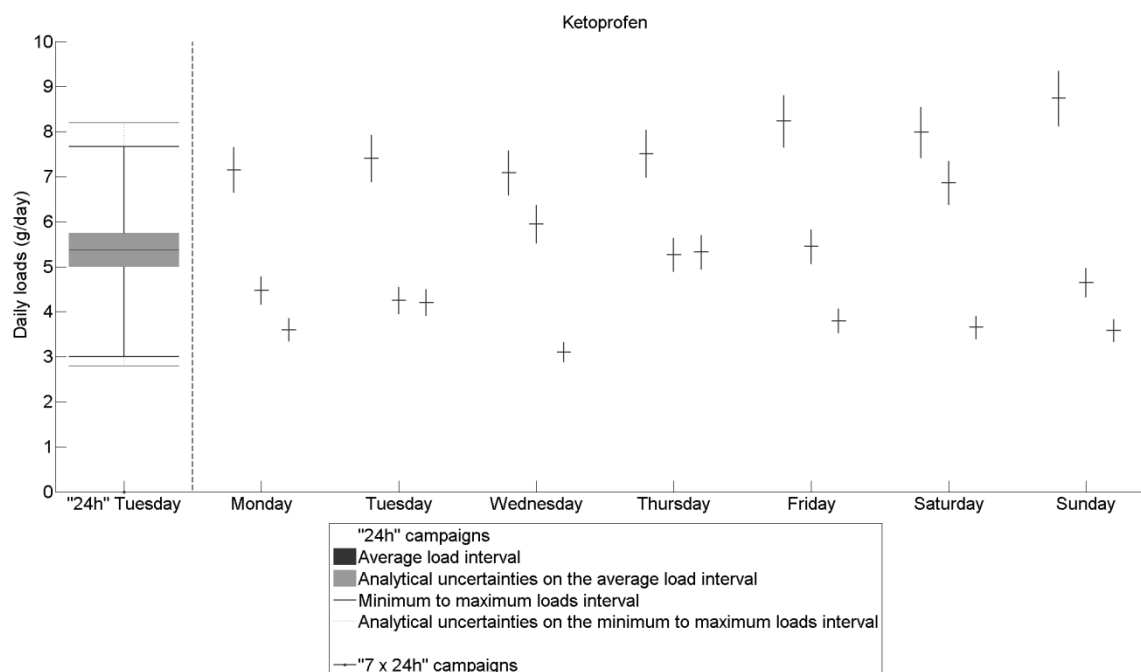 Ketoprofen
10
9
8
7
6
5
4
3
2
1
0
Daily loads (g/day)
"24h" Tuesday
Monday
Tuesday
Wednesday
Thursday
Friday
Saturday
Sunday
"24h" campaigns
Average load interval
Analytical uncertainties on the average load interval
Minimum to maximum loads interval
Analytical uncertainties on the minimum to maximum loads interval
"7 x 24h" campaigns